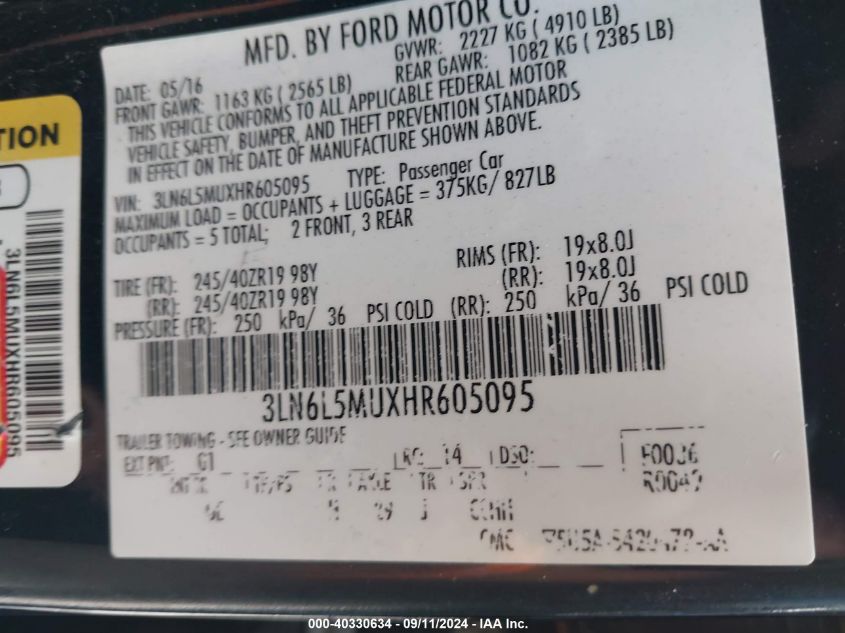 MFD. BY FORD MOTOR CO.
DATE: 05/16 GVWR: 2227 KG ( 4910 LB)
FRONT GAWR: 1163 KG ( 2565 LB) REAR GAWR: 1082 KG ( 2385 LB)
THIS VEHICLE CONFORMS TO ALL APPLICABLE FEDERAL MOTOR
VEHICLE SAFETY, BUMPER, AND THEFT PREVENTION STANDARDS
IN EFFECT ON THE DATE OF MANUFACTURE SHOWN ABOVE.
VIN: 3LN6L5MUXHR605095 TYPE: Passenger Car
MAXIMUM LOAD = OCCUPANTS + LUGGAGE = 375KG/ 827LB
OCCUPANTS = 5 TOTAL; 2 FRONT, 3 REAR
TIRE (FR): 245/40ZR19 98Y RIMS (FR): 19x8.0J
(RR): 245/40ZR19 98Y (RR): 19x8.0J
PRESSURE (FR): 250 kPa/ 36 PSI COLD (RR): 250 kPa/ 36 PSI COLD
3LN6L5MUXHR605095
TRAILER TOWING - SEE OWNER GUIDE
EXT PNT: G1 DSO:
TION
3LN6L5MUXHR605095
000-40330634 - 09/11/2024 - IAA Inc.